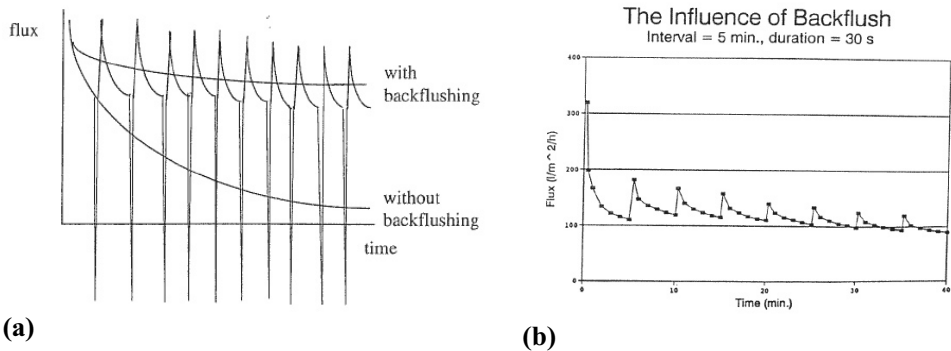 flux
with
backflushing
without
backflushing
time
(a)
The Influence of Backflush
Interval = 5 min., duration = 30 s
Flux (l/m^2/h)
400
300
200
100
0
0
10
20
30
40
Time (min.)
(b)